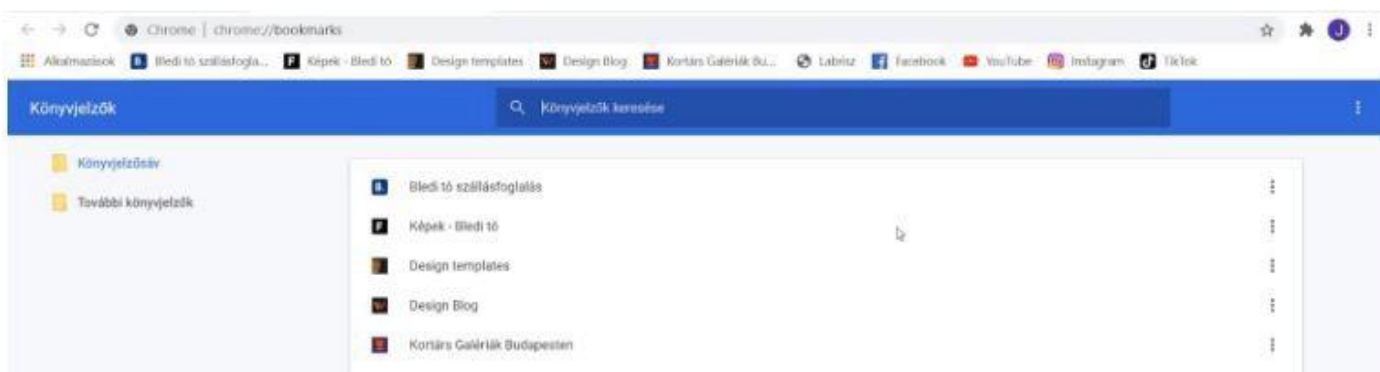 Chrome | chrome://bookmarks
J
Alkalmazások B. Bledi tó szállásfogla... F Képek - Bledi tó Design templates Design Blog Kortárs Galériák Bu... Labrisz Facebook YouTube Instagram TikTok
Könyvjelzők Könyvjelzők keresése
Könyvjelzősáv
További könyvjelzők
B. Bledi tó szállásfoglalás
F Képek - Bledi tó
Design templates
Design Blog
Kortárs Galériák Budapesten